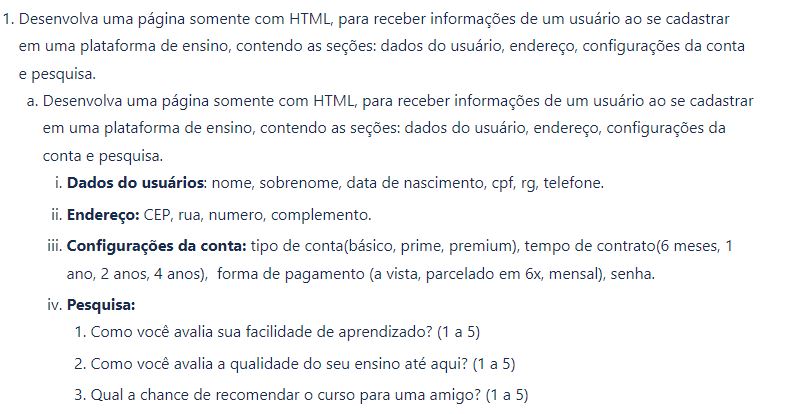 1. Desenvolva uma página somente com HTML, para receber informações de um usuário ao se cadastrar
em uma plataforma de ensino, contendo as seções: dados do usuário, endereço, configurações da conta
e pesquisa.
a. Desenvolva uma página somente com HTML, para receber informações de um usuário ao se cadastrar
em uma plataforma de ensino, contendo as seções: dados do usuário, endereço, configurações da
conta e pesquisa.
i. Dados do usuários: nome, sobrenome, data de nascimento, cpf, rg, telefone.
ii. Endereço: CEP, rua, numero, complemento.
iii. Configurações da conta: tipo de conta(básico, prime, premium), tempo de contrato(6 meses, 1
ano, 2 anos, 4 anos), forma de pagamento (a vista, parcelado em 6x, mensal), senha.
iv. Pesquisa:
1. Como você avalia sua facilidade de aprendizado? (1 a 5)
2. Como você avalia a qualidade do seu ensino até aqui? (1 a 5)
3. Qual a chance de recomendar o curso para uma amigo? (1 a 5)